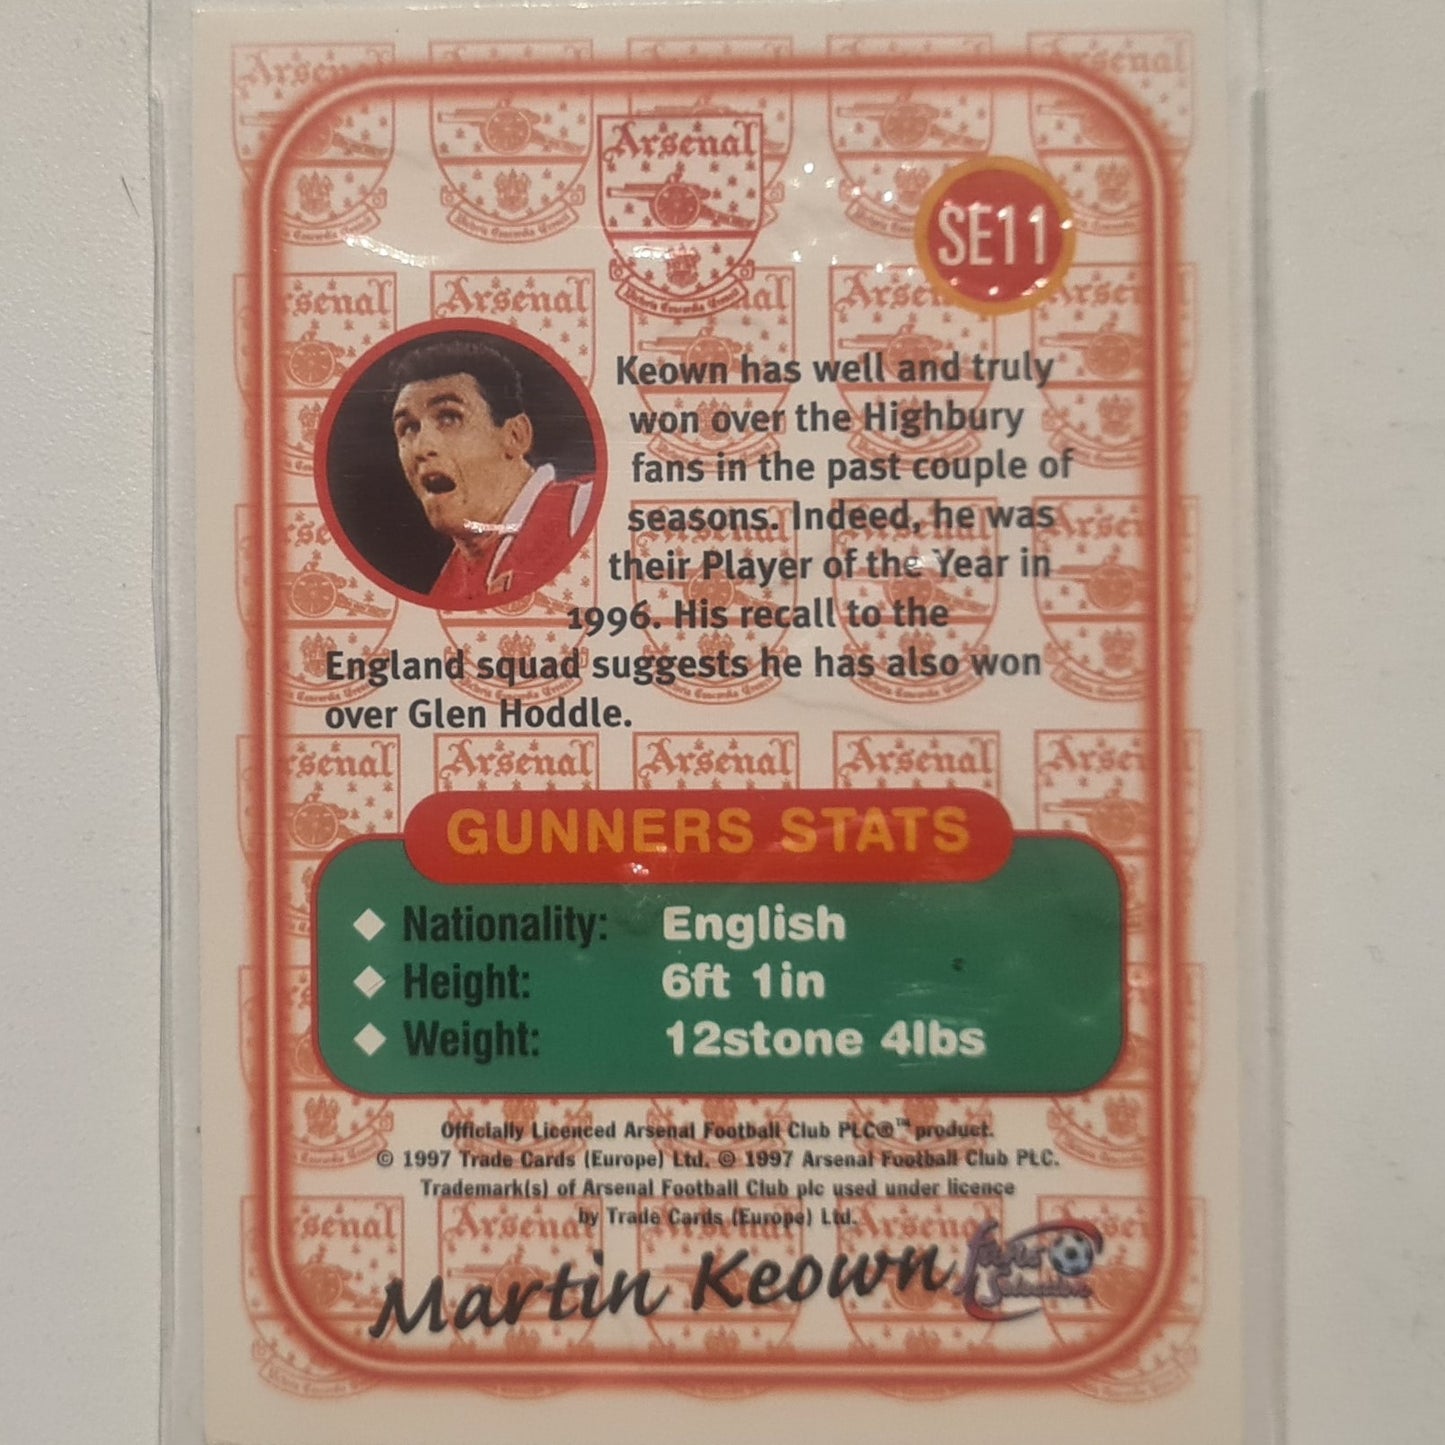 Arsenal
SE11
Keown has well and truly
won over the Highbury
fans in the past couple of
seasons. Indeed, he was
their Player of the Year in
1996. His recall to the
England squad suggests he has also won
over Glen Hoddle.
GUNNERS STATS
Nationality: English
Height: 6ft 1in
Weight: 12stone 4lbs
Officially Licenced Arsenal Football Club PLC®™ product.
© 1997 Trade Cards (Europe) Ltd. © 1997 Arsenal Football Club PLC.
Trademark(s) of Arsenal Football Club plc used under licence
by Trade Cards (Europe) Ltd.
Martin Keown
Fans Selection